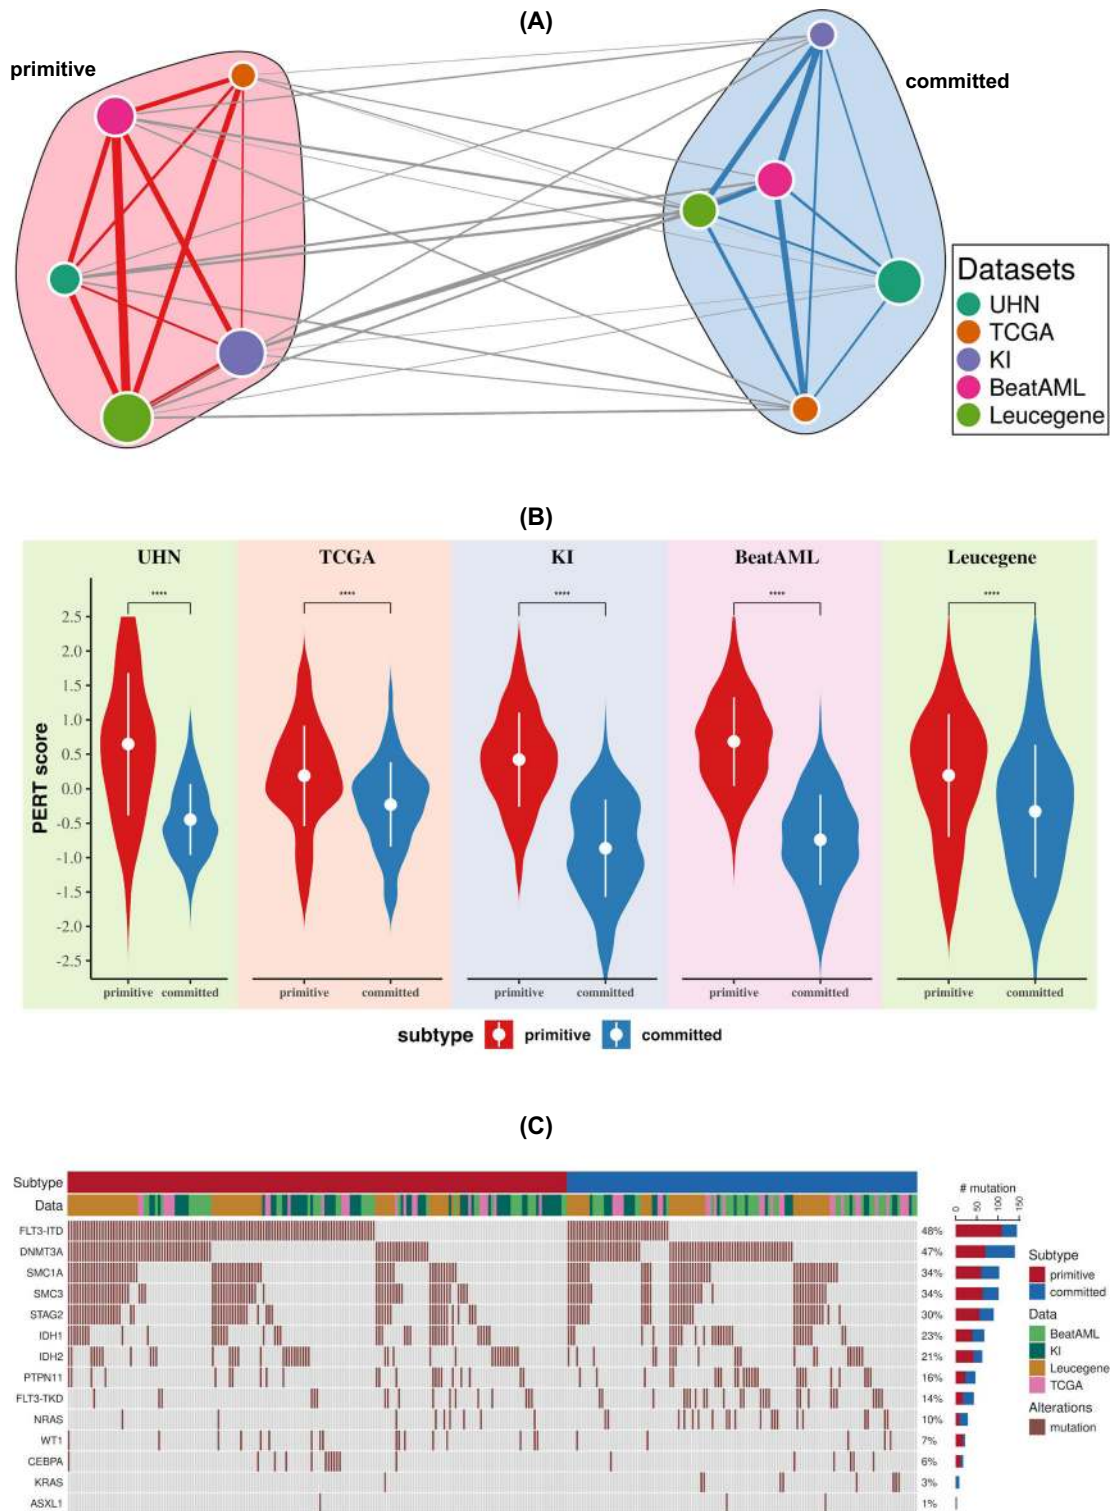 (A)
primitive
committed
Datasets
UHN
TCGA
KI
BeatAML
Leucegene
(B)
UHN TCGA KI BeatAML Leucegene
**** **** **** **** ****
PERT score
2.5
2.0
1.5
1.0
0.5
0.0
-0.5
-1.0
-1.5
-2.0
-2.5
primitive committed primitive committed primitive committed primitive committed primitive committed
subtype primitive committed
(C)
Subtype
Data
# mutation
0 50 100 150
FLT3-ITD 48%
DNMT3A 47%
SMC1A 34%
SMC3 34%
STAG2 30%
IDH1 23%
IDH2 21%
PTPN11 16%
FLT3-TKD 14%
NRAS 10%
WT1 7%
CEBPA 6%
KRAS 3%
ASXL1 1%
Subtype
primitive
committed
Data
BeatAML
KI
Leucegene
TCGA
Alterations
mutation